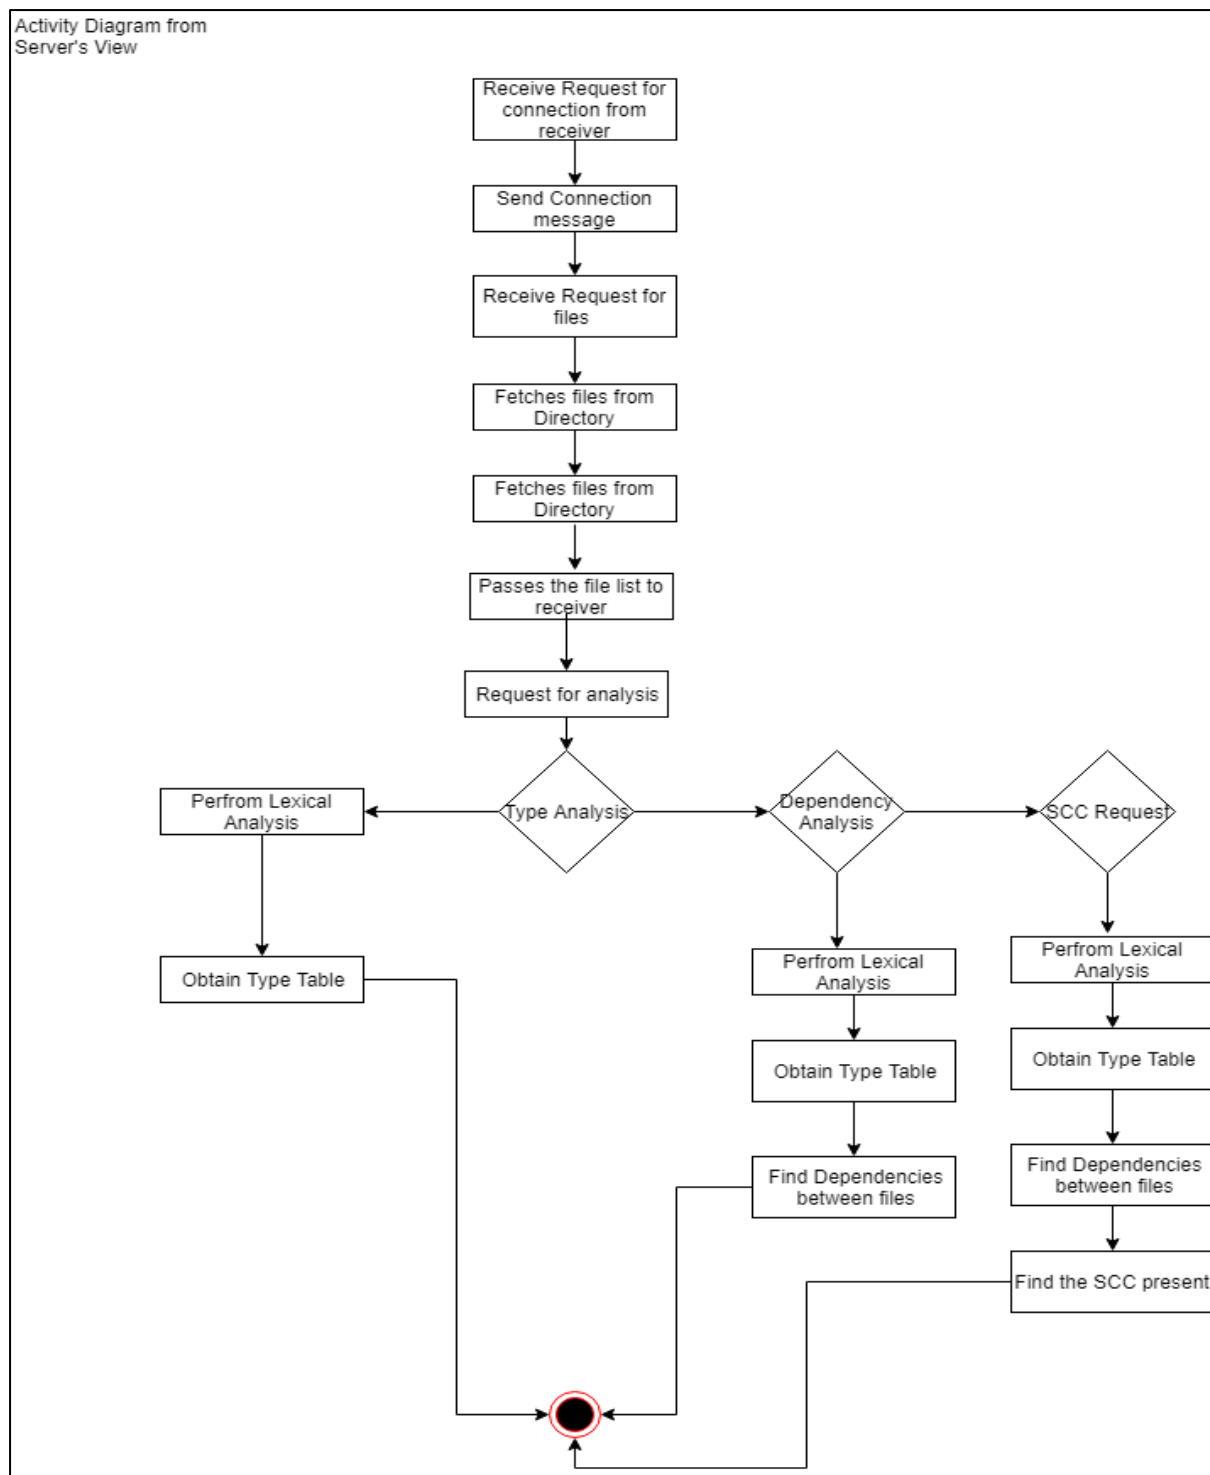 Activity Diagram from
Server's View
Receive Request for
connection from
receiver
Send Connection
message
Receive Request for
files
Fetches files from
Directory
Fetches files from
Directory
Passes the file list to
receiver
Request for analysis
Perfrom Lexical
Analysis
Type Analysis
Dependency
Analysis
SCC Request
Obtain Type Table
Perfrom Lexical
Analysis
Obtain Type Table
Find Dependencies
between files
Perfrom Lexical
Analysis
Obtain Type Table
Find Dependencies
between files
Find the SCC present